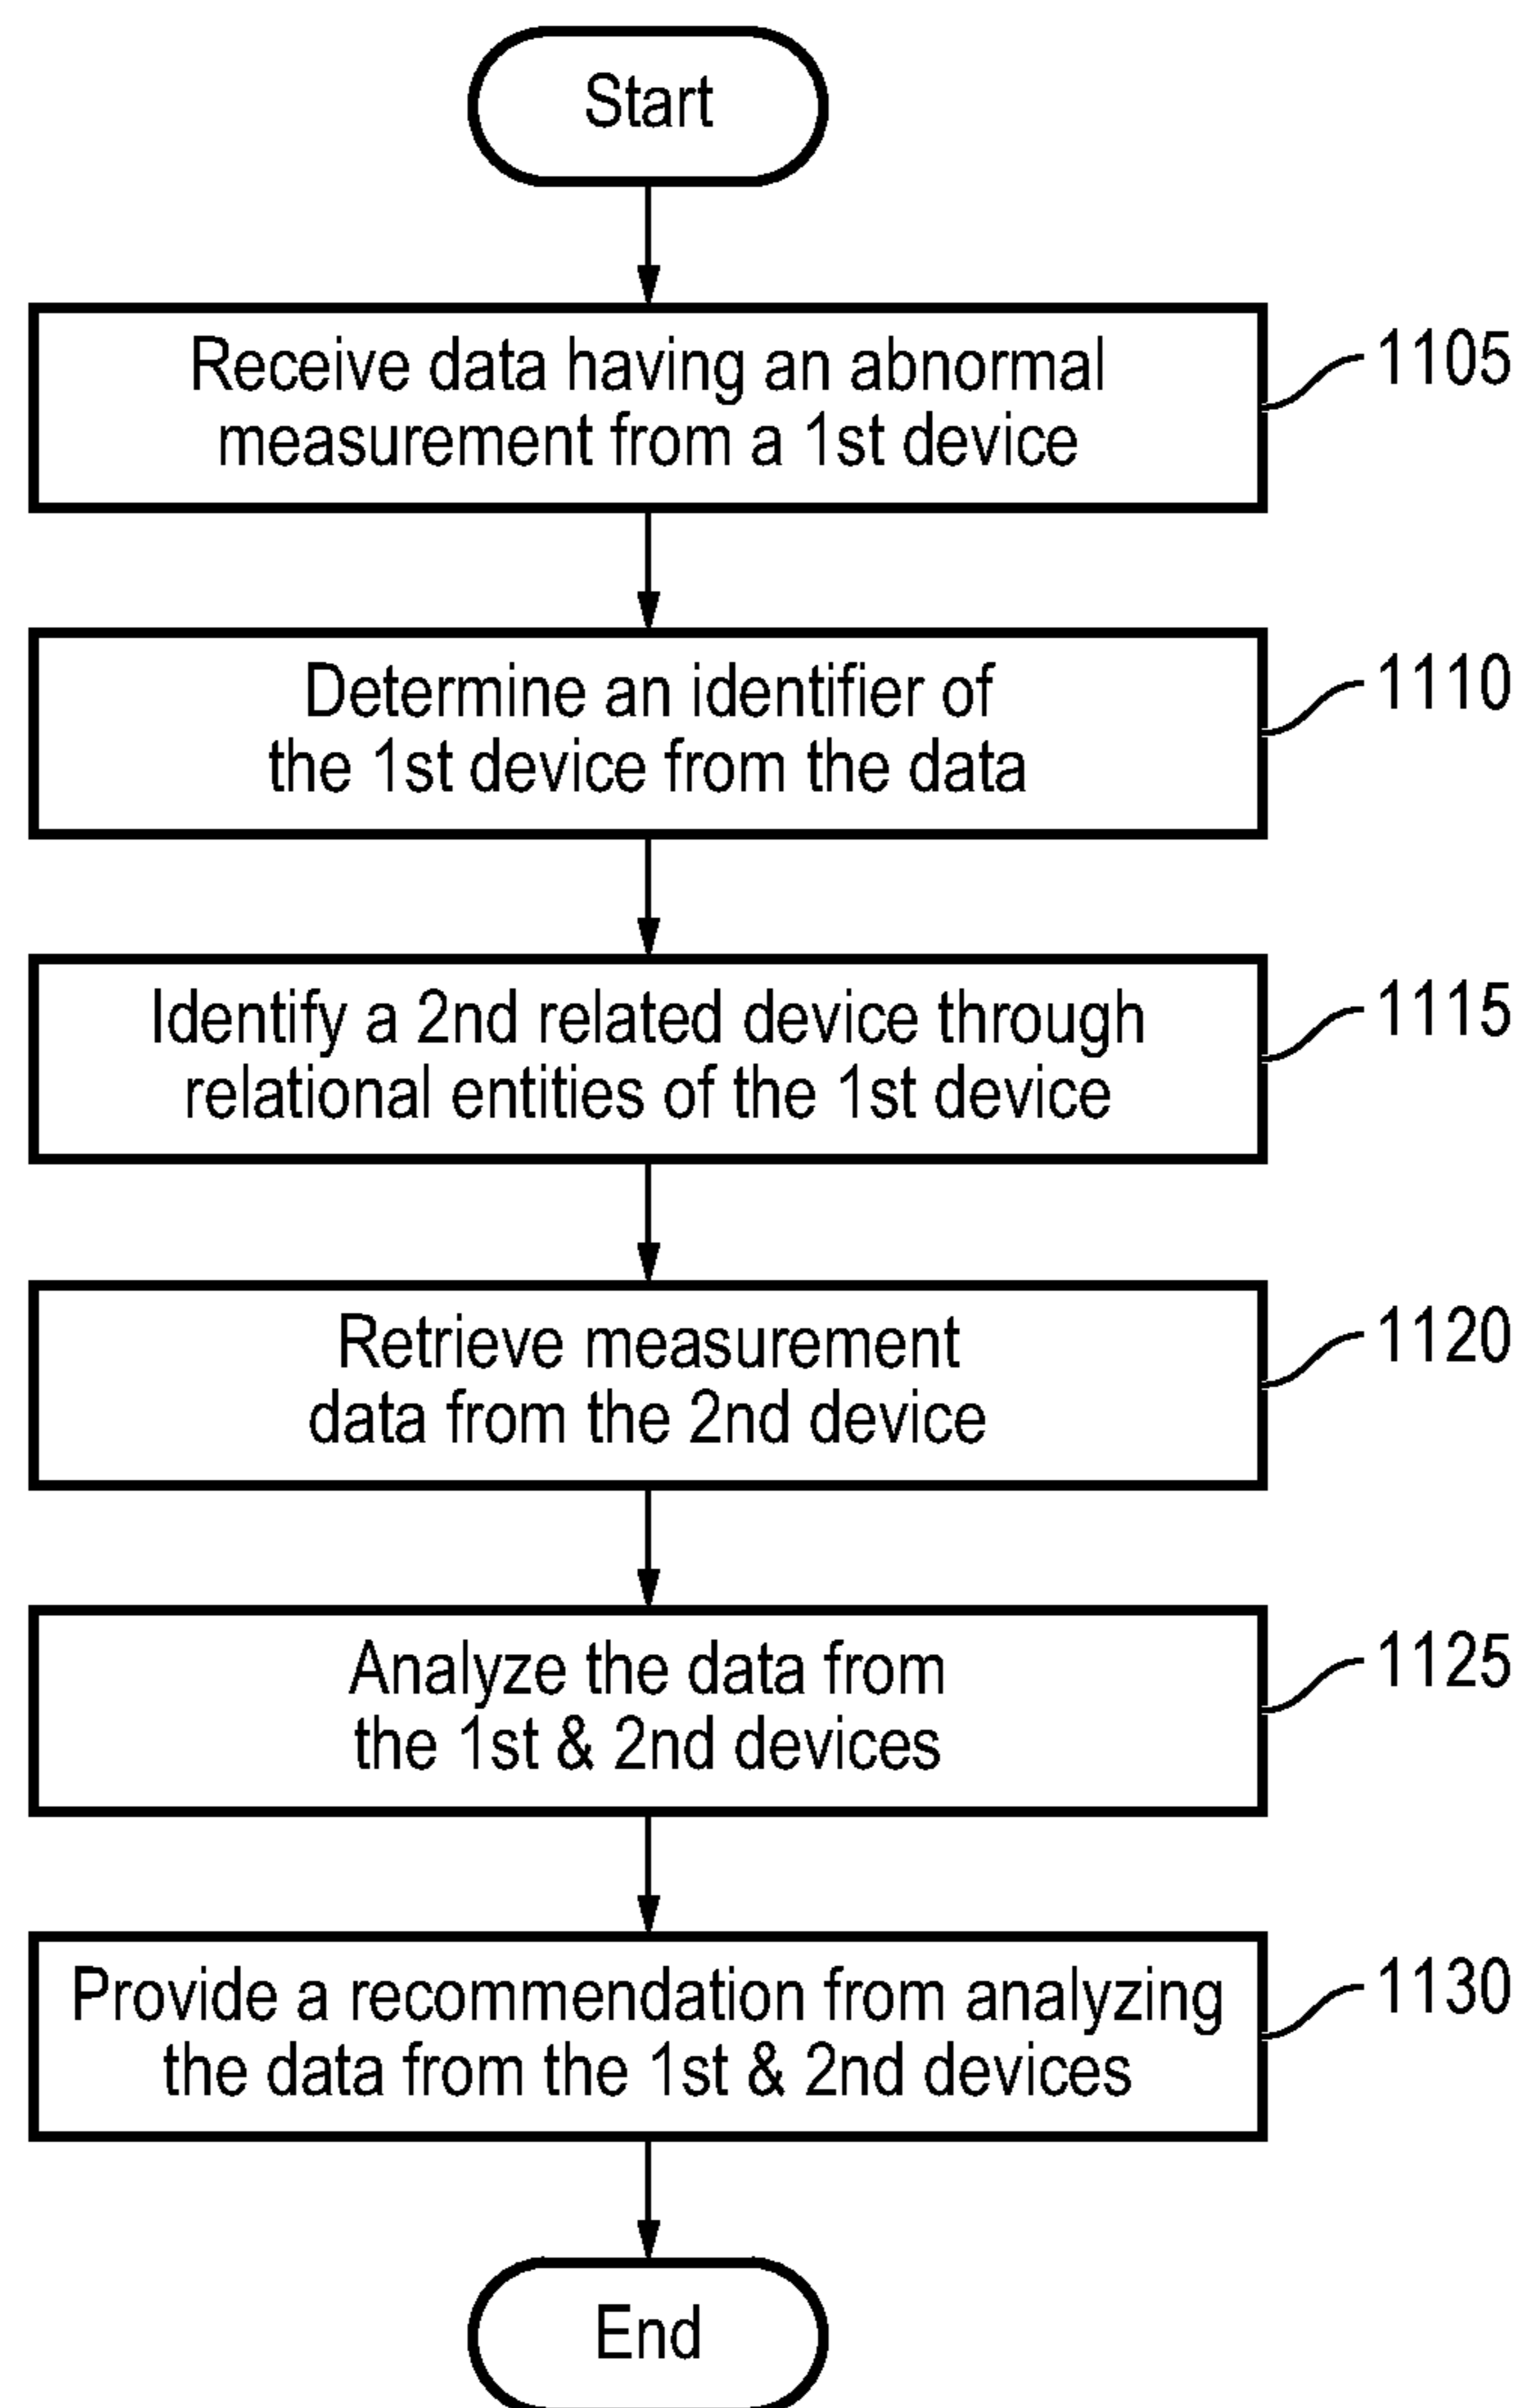 Start
Receive data having an abnormal
measurement from a 1st device
1105
Determine an identifier of
the 1st device from the data
1110
Identify a 2nd related device through
relational entities of the 1st device
1115
Retrieve measurement
data from the 2nd device
1120
Analyze the data from
the 1st & 2nd devices
1125
Provide a recommendation from analyzing
the data from the 1st & 2nd devices
1130
End